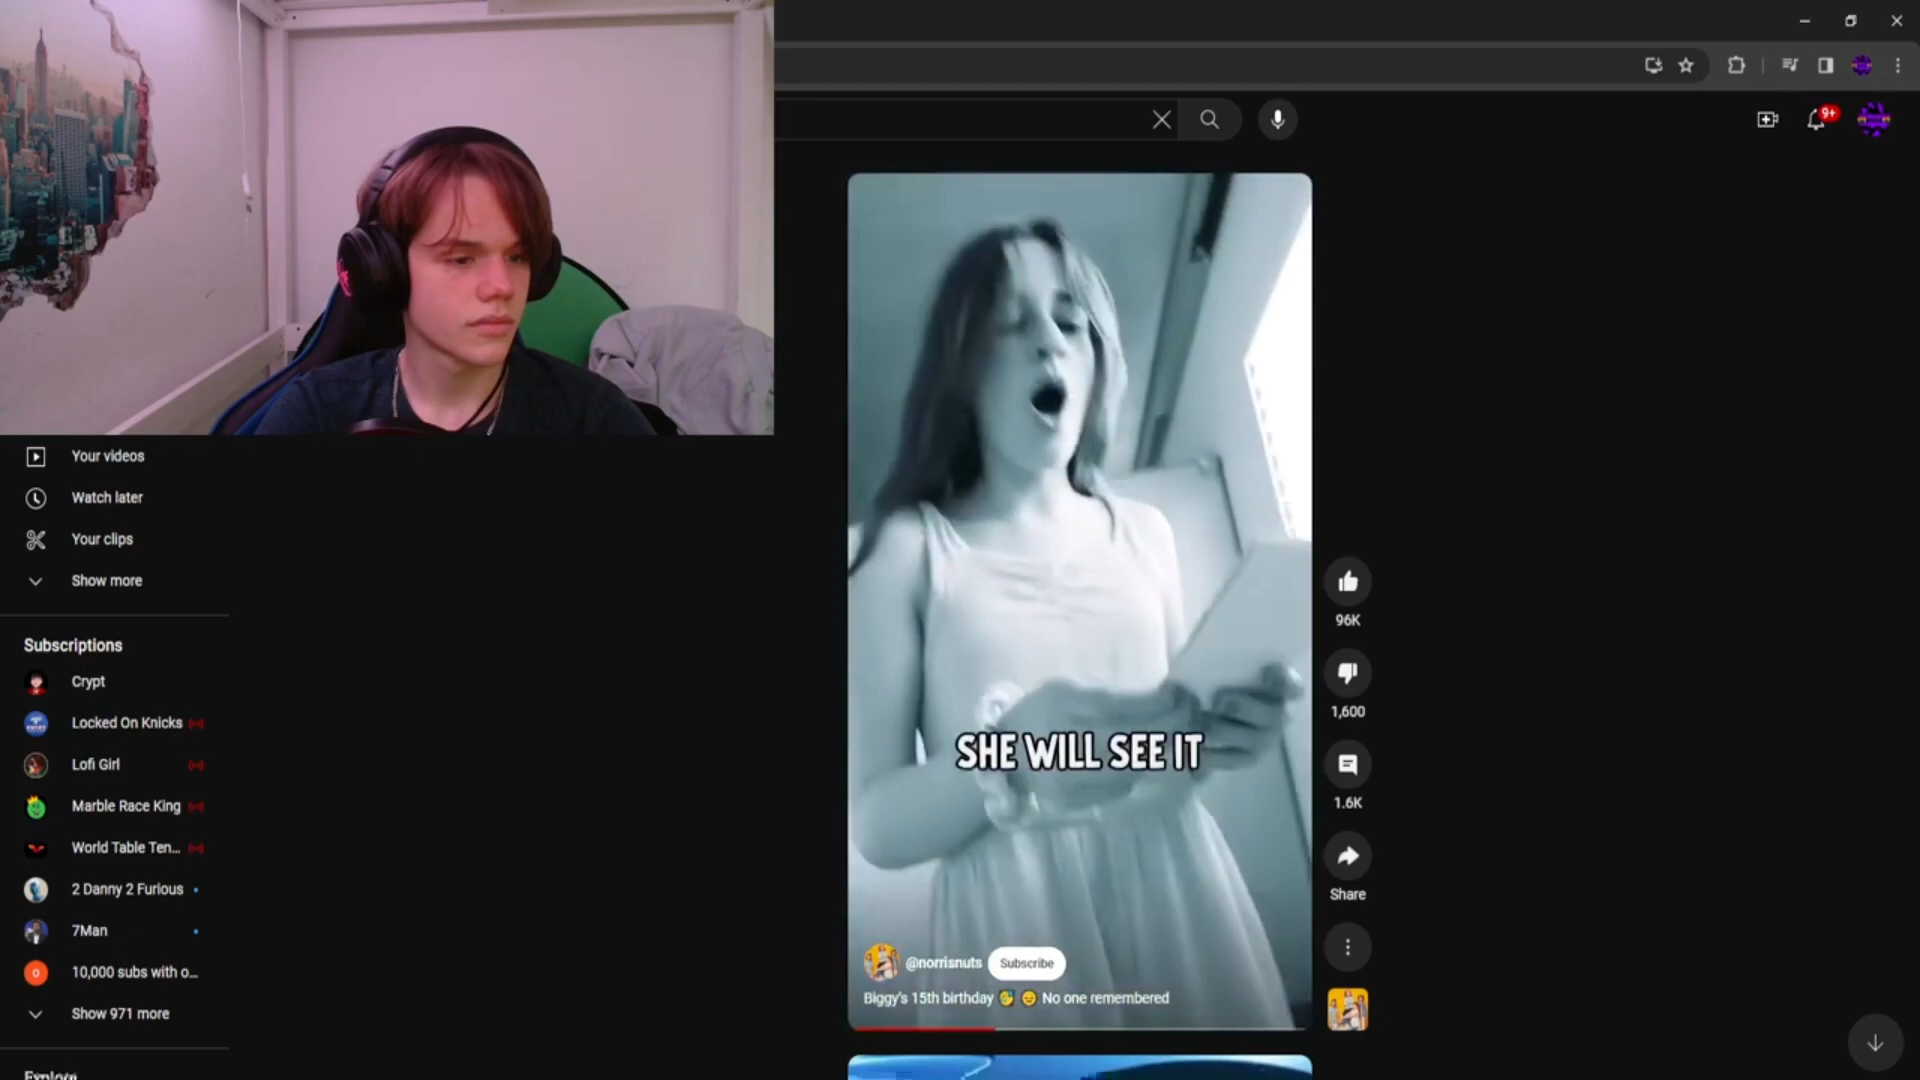 9+
Your videos
Watch later
Your clips
Show more
Subscriptions
Crypt
Locked On Knicks
Lofi Girl
Marble Race King
World Table Ten...
2 Danny 2 Furious
7Man
10,000 subs with o...
Show 971 more
Explore
SHE WILL SEE IT
@norrisnuts Subscribe
Biggy's 15th birthday No one remembered
96K
1,600
1.6K
Share